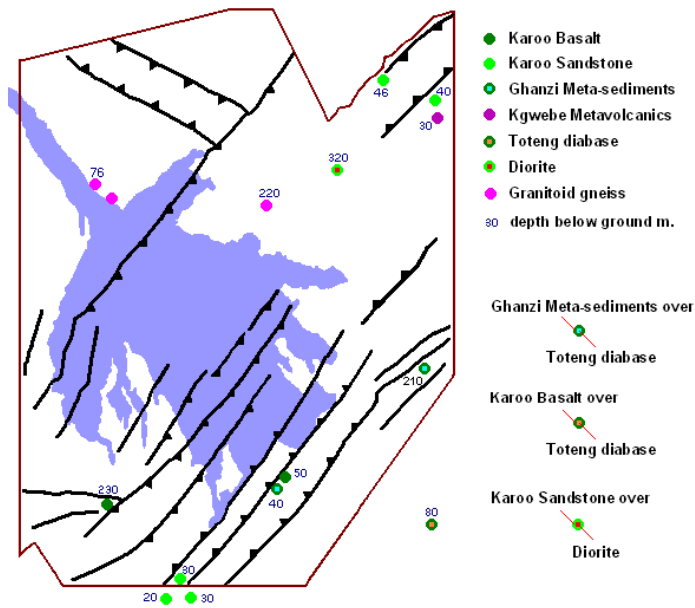 Karoo Basalt
Karoo Sandstone
Ghanzi Meta-sediments
Kgwebe Metavolcanics
Toteng diabase
Diorite
Granitoid gneiss
80 depth below ground m.
46
40
30
320
76
220
Ghanzi Meta-sediments over
Toteng diabase
210
Karoo Basalt over
Toteng diabase
50
230
40
Karoo Sandstone over
80
Diorite
80
20
30